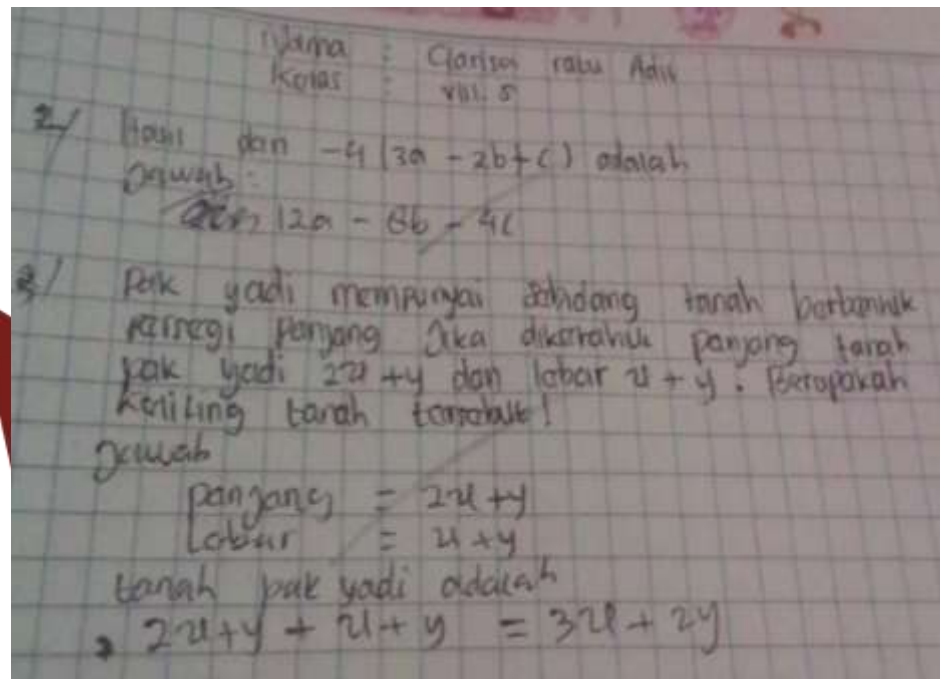 Nama : Clarisa ratu Adis
Kelas : VIII. 5
2/ Hasil dari -4 (3a - 2b + c) adalah
Jawab :
12a - 8b - 4c
3/ Pak yadi mempunyai sebidang tanah berbentuk
persegi panjang Jika diketahui panjang tanah
pak yadi 2x + y dan lebar x + y . Berapakah
keliling tanah tersebut !
Jawab
panjang = 2x + y
Lebar = x + y
tanah pak yadi adalah
2x + y + x + y = 3x + 2y